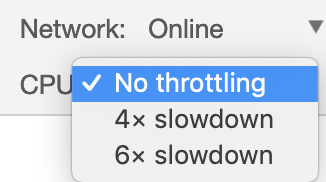 Network: Online ▼
CPU ✓ No throttling
4× slowdown
6× slowdown